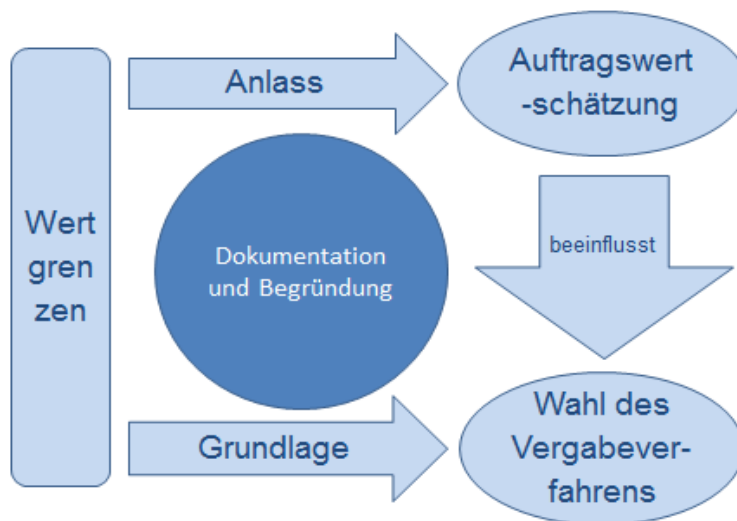 Anlass
Auftragswert
-schätzung
Wert
gren
zen
Dokumentation
und Begründung
beeinflusst
Grundlage
Wahl des
Vergabever-
fahrens